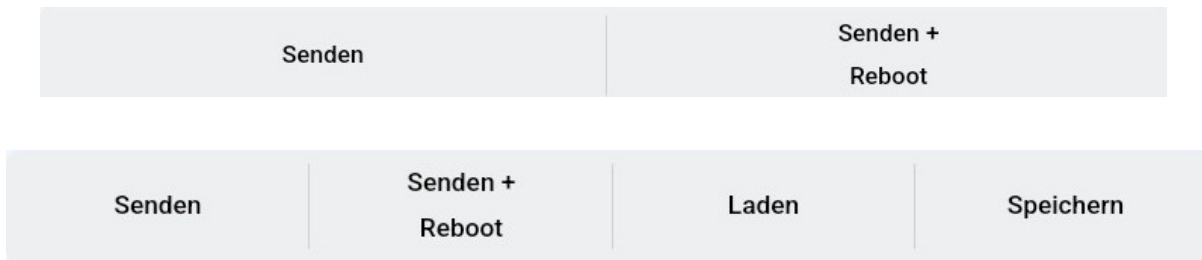 Senden
Senden +
Reboot
Senden
Senden +
Reboot
Laden
Speichern